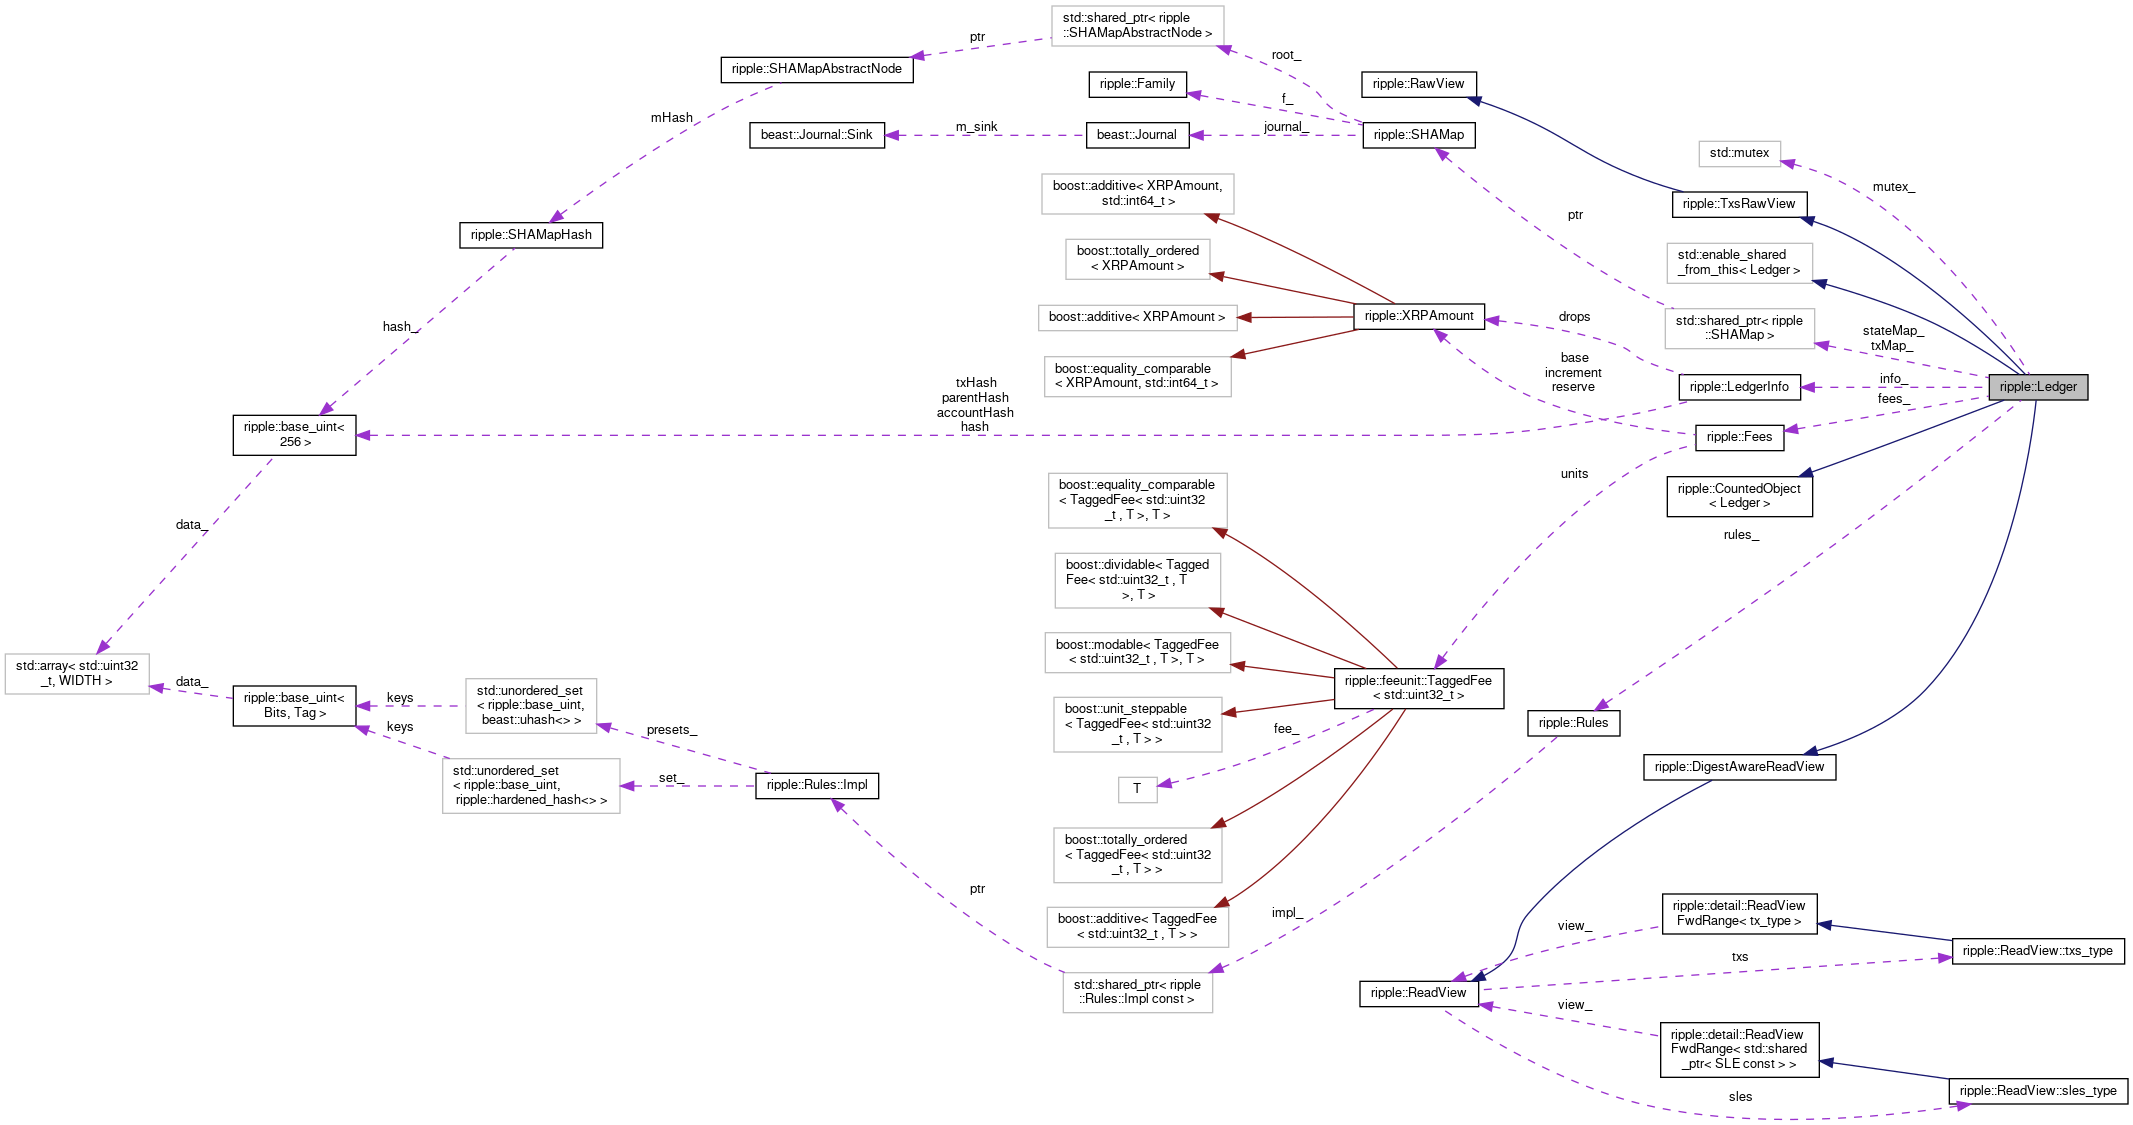 std::shared_ptr< ripple
::SHAMapAbstractNode >
ptr
root_
ripple::SHAMapAbstractNode
ripple::Family
f_
ripple::RawView
mHash
beast::Journal::Sink
m_sink
beast::Journal
journal_
ripple::SHAMap
std::mutex
mutex_
boost::additive< XRPAmount,
std::int64_t >
ptr
ripple::TxsRawView
ripple::SHAMapHash
boost::totally_ordered
< XRPAmount >
std::enable_shared
_from_this< Ledger >
boost::additive< XRPAmount >
ripple::XRPAmount
drops
std::shared_ptr< ripple
::SHAMap >
stateMap_
txMap_
hash_
boost::equality_comparable
< XRPAmount, std::int64_t >
base
increment
reserve
ripple::LedgerInfo
info_
ripple::Ledger
fees_
txHash
parentHash
accountHash
hash
ripple::base_uint<
256 >
ripple::Fees
units
boost::equality_comparable
< TaggedFee< std::uint32
_t , T >, T >
ripple::CountedObject
< Ledger >
data_
rules_
boost::dividable< Tagged
Fee< std::uint32_t , T
>, T >
boost::modable< TaggedFee
< std::uint32_t , T >, T >
std::array< std::uint32
_t, WIDTH >
data_
ripple::base_uint<
Bits, Tag >
keys
keys
std::unordered_set
< ripple::base_uint,
beast::uhash<> >
presets_
boost::unit_steppable
< TaggedFee< std::uint32
_t , T > >
fee_
ripple::feeunit::TaggedFee
< std::uint32_t >
ripple::Rules
std::unordered_set
< ripple::base_uint,
ripple::hardened_hash<> >
set_
ripple::Rules::Impl
T
ripple::DigestAwareReadView
boost::totally_ordered
< TaggedFee< std::uint32
_t , T > >
ptr
boost::additive< TaggedFee
< std::uint32_t , T > >
impl_
ripple::detail::ReadView
FwdRange< tx_type >
view_
txs
ripple::ReadView::txs_type
std::shared_ptr< ripple
::Rules::Impl const >
ripple::ReadView
view_
ripple::detail::ReadView
FwdRange< std::shared
_ptr< SLE const > >
sles
ripple::ReadView::sles_type